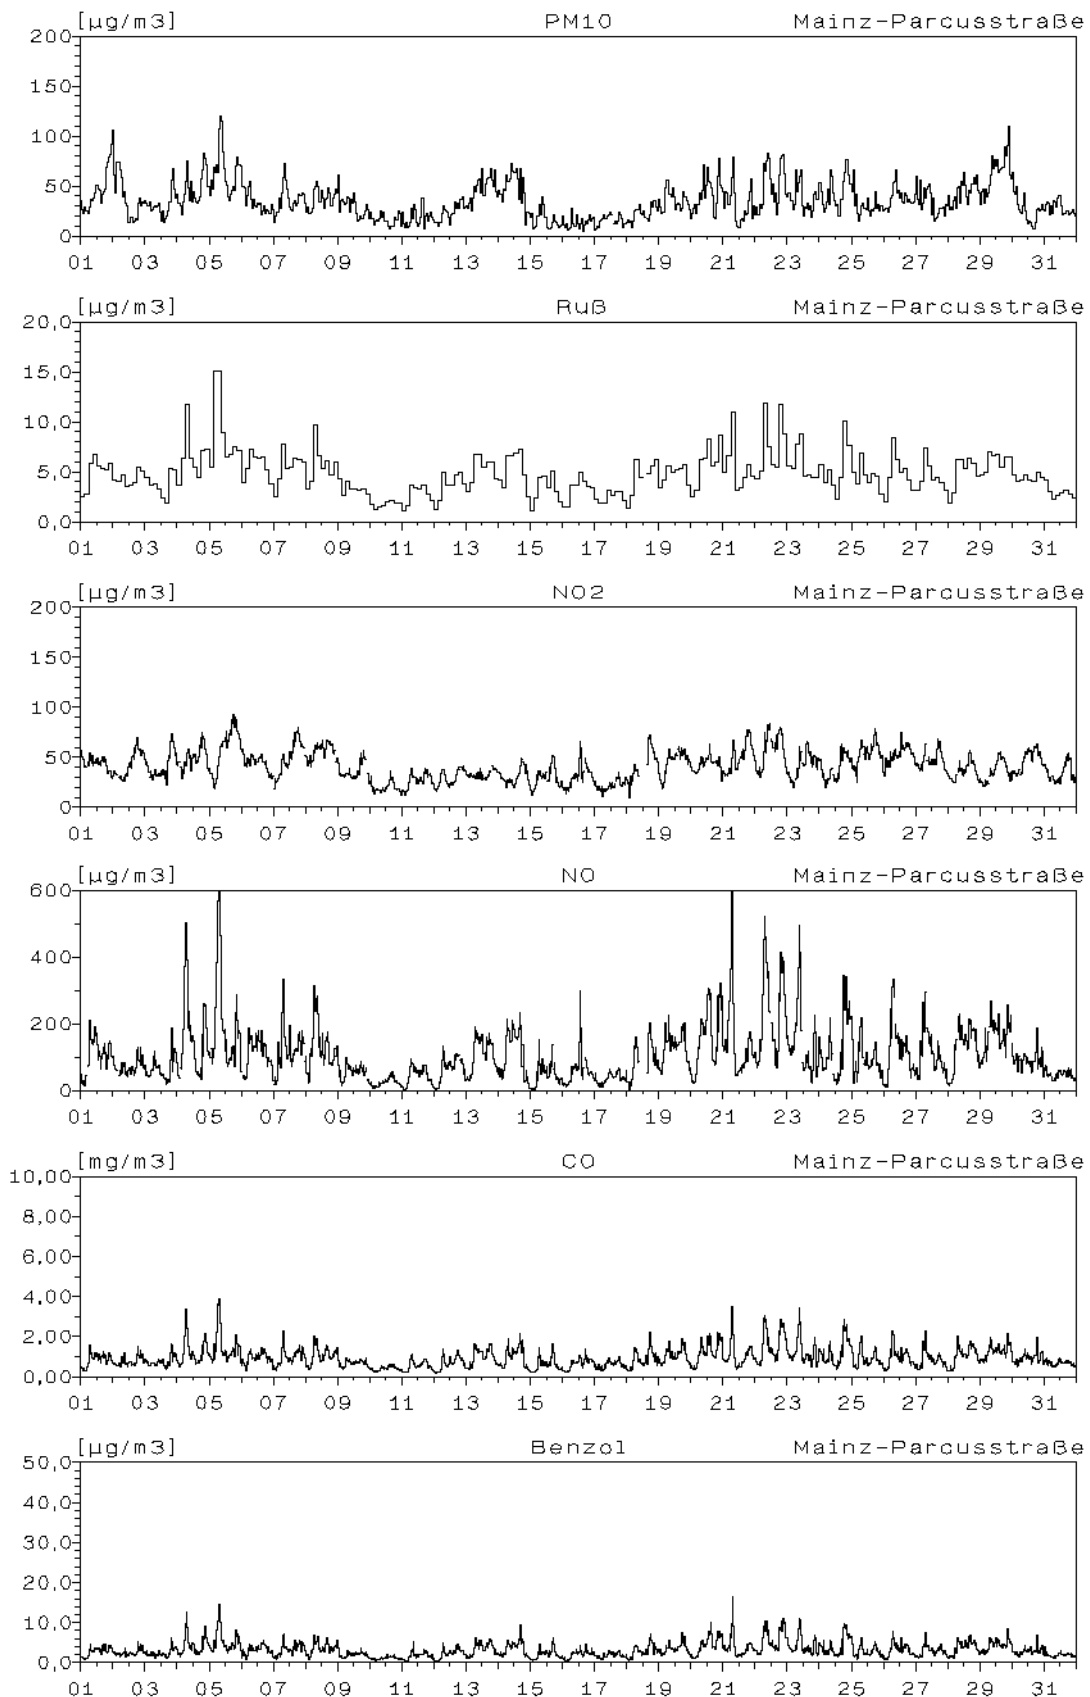 [µg/m3] PM10 Mainz-Parcusstraße
200
150
100
50
0
01 03 05 07 09 11 13 15 17 19 21 23 25 27 29 31
[µg/m3] Ruß Mainz-Parcusstraße
20,0
15,0
10,0
5,0
0,0
01 03 05 07 09 11 13 15 17 19 21 23 25 27 29 31
[µg/m3] NO2 Mainz-Parcusstraße
200
150
100
50
0
01 03 05 07 09 11 13 15 17 19 21 23 25 27 29 31
[µg/m3] NO Mainz-Parcusstraße
600
400
200
0
01 03 05 07 09 11 13 15 17 19 21 23 25 27 29 31
[mg/m3] CO Mainz-Parcusstraße
10,00
8,00
6,00
4,00
2,00
0,00
01 03 05 07 09 11 13 15 17 19 21 23 25 27 29 31
[µg/m3] Benzol Mainz-Parcusstraße
50,0
40,0
30,0
20,0
10,0
0,0
01 03 05 07 09 11 13 15 17 19 21 23 25 27 29 31